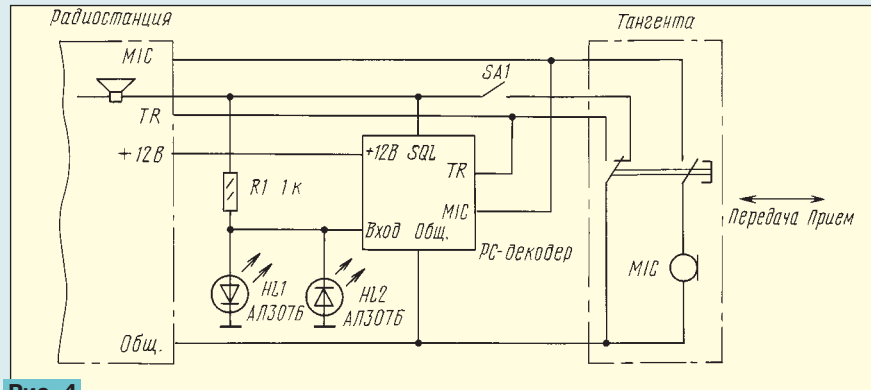 Радиостанция
Тангента
MIC
SA1
TR
+12В
+12В SQL
TR
R1 1к
MIC
Вход Общ.
РС-декодер
Передача Прием
MIC
HL1
АЛ307Б
HL2
АЛ307Б
Общ.
Рис. 4